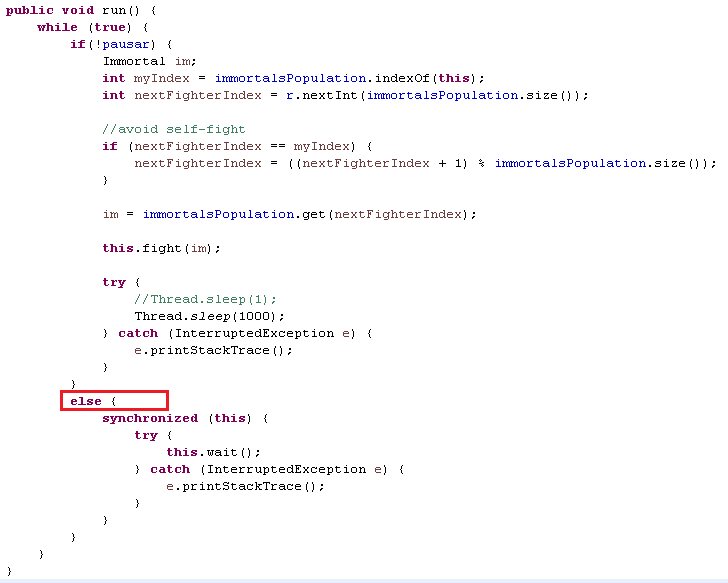 public void run() {
    while (true) {
        if(!pausar) {
            Immortal im;
            int myIndex = immortalsPopulation.indexOf(this);
            int nextFighterIndex = r.nextInt(immortalsPopulation.size());

            //avoid self-fight
            if (nextFighterIndex == myIndex) {
                nextFighterIndex = ((nextFighterIndex + 1) % immortalsPopulation.size());
            }

            im = immortalsPopulation.get(nextFighterIndex);

            this.fight(im);

            try {
                //Thread.sleep(1);
                Thread.sleep(1000);
            } catch (InterruptedException e) {
                e.printStackTrace();
            }
        }
        else {
            synchronized (this) {
                try {
                    this.wait();
                } catch (InterruptedException e) {
                    e.printStackTrace();
                }
            }
        }
    }
}